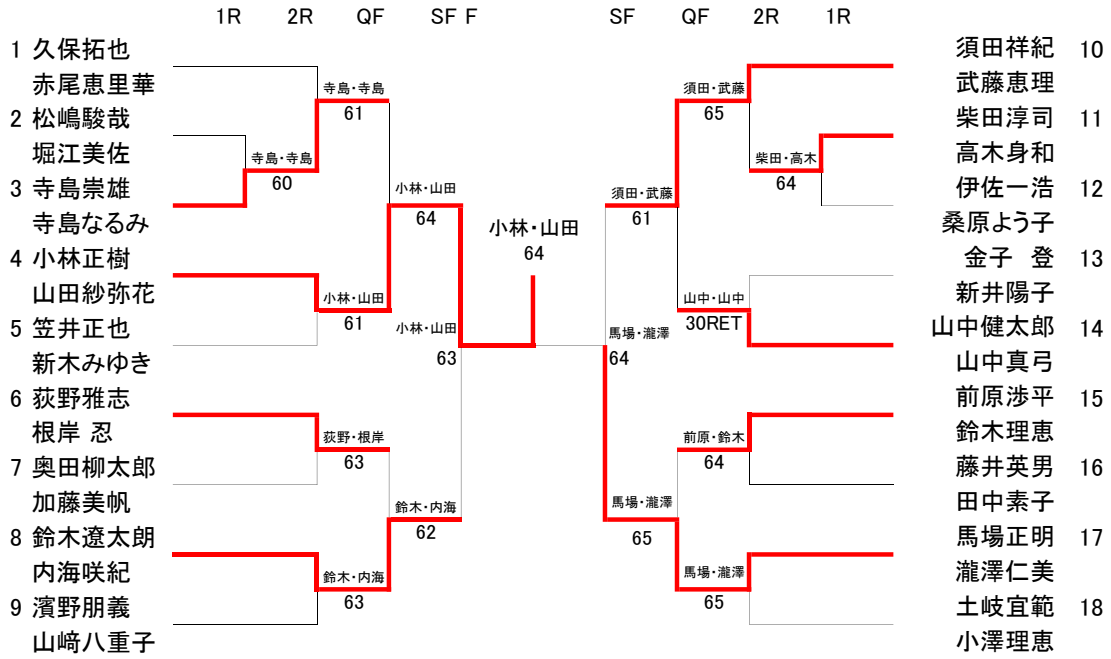 1R 2R QF SF F SF QF 2R 1R
1 久保拓也
赤尾恵里華
2 松嶋駿哉
堀江美佐
3 寺島崇雄
寺島なるみ
4 小林正樹
山田紗弥花
5 笠井正也
新木みゆき
6 荻野雅志
根岸 忍
7 奥田柳太郎
加藤美帆
8 鈴木遼太朗
内海咲紀
9 濱野朋義
山﨑八重子
寺島・寺島
60
寺島・寺島
61
小林・山田
61
荻野・根岸
63
鈴木・内海
63
小林・山田
64
鈴木・内海
62
小林・山田
63
小林・山田
64
馬場・瀧澤
64
須田・武藤
61
馬場・瀧澤
65
須田・武藤
65
山中・山中
30RET
前原・鈴木
64
馬場・瀧澤
65
柴田・高木
64
須田祥紀 10
武藤恵理
柴田淳司 11
高木身和
伊佐一浩 12
桑原よう子
金子 登 13
新井陽子
山中健太郎 14
山中真弓
前原渉平 15
鈴木理恵
藤井英男 16
田中素子
馬場正明 17
瀧澤仁美
土岐宜範 18
小澤理恵